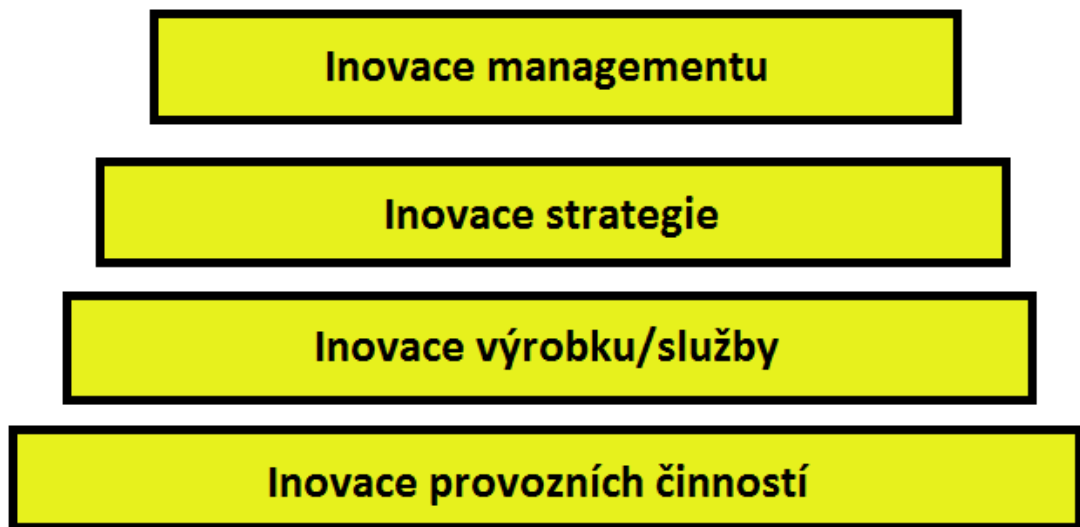 Inovace managementu
Inovace strategie
Inovace výrobku/služby
Inovace provozních činností